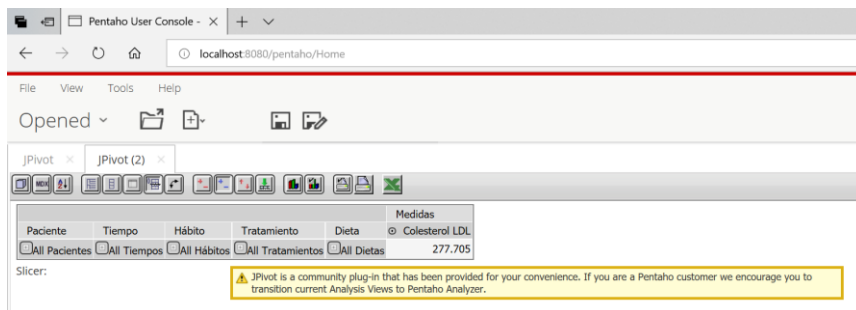 Pentaho User Console -
localhost:8080/pentaho/Home
File View Tools Help
Opened
JPivot JPivot (2)
MDX
Medidas
Paciente Tiempo Hábito Tratamiento Dieta Colesterol LDL
All Pacientes All Tiempos All Hábitos All Tratamientos All Dietas 277.705
Slicer:
JPivot is a community plug-in that has been provided for your convenience. If you are a Pentaho customer we encourage you to
transition current Analysis Views to Pentaho Analyzer.